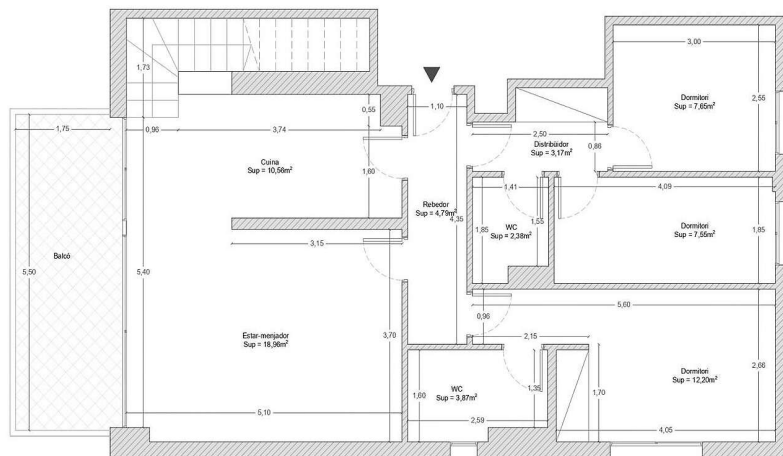 3,00
1,73
Dormitori
Sup = 7,65m²
2,55
1,75
0,96
3,74
0,55
1,10
2,50
Distribüidor
Sup = 3,17m²
0,86
Cuina
Sup = 10,56m²
1,60
1,41
4,09
Rebedor
Sup = 4,79m²
4,35
WC
Sup = 2,38m²
1,55
1,85
Dormitori
Sup = 7,55m²
1,85
3,15
Balcó
5,50
5,40
5,60
0,96
Estar-menjador
Sup = 18,96m²
3,70
2,15
Dormitori
Sup = 12,20m²
2,66
WC
Sup = 3,87m²
1,60
1,35
1,70
5,10
2,59
4,05